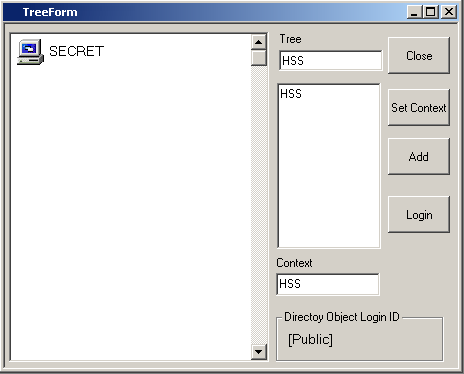 TreeForm
SECRET
Tree
HSS
HSS
Close
Set Context
Add
Login
Context
HSS
Directoy Object Login ID
[Public]